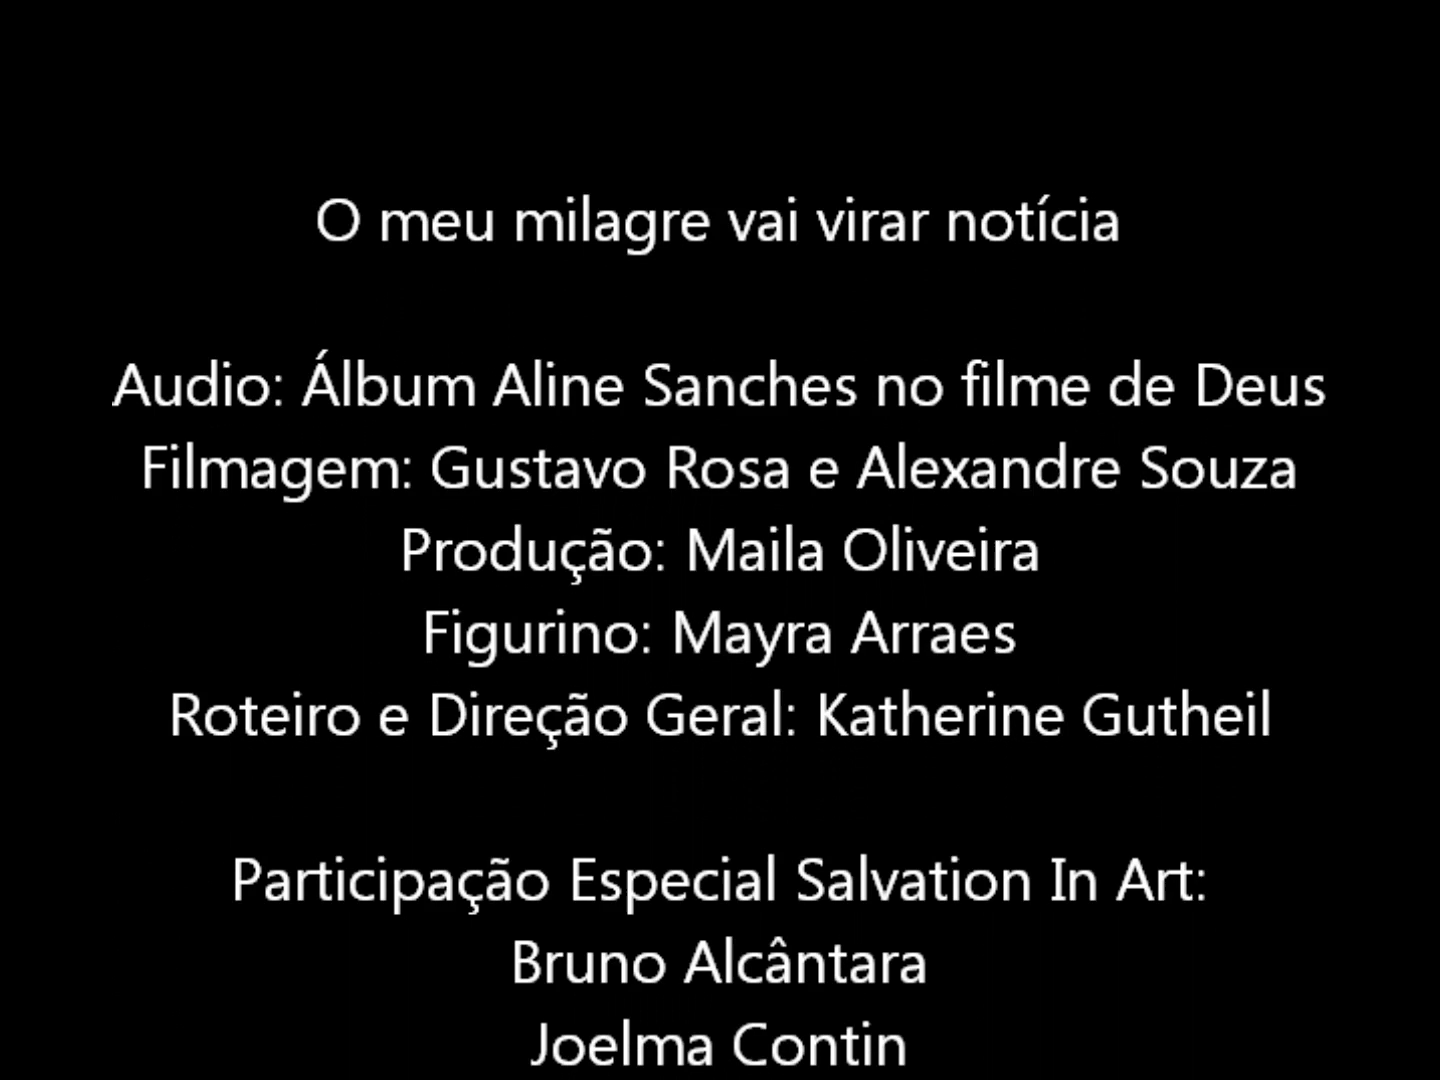 O meu milagre vai virar notícia
Audio: Álbum Aline Sanches no filme de Deus
Filmagem: Gustavo Rosa e Alexandre Souza
Produção: Maila Oliveira
Figurino: Mayra Arraes
Roteiro e Direção Geral: Katherine Gutheil
Participação Especial Salvation In Art:
Bruno Alcântara
Joelma Contin